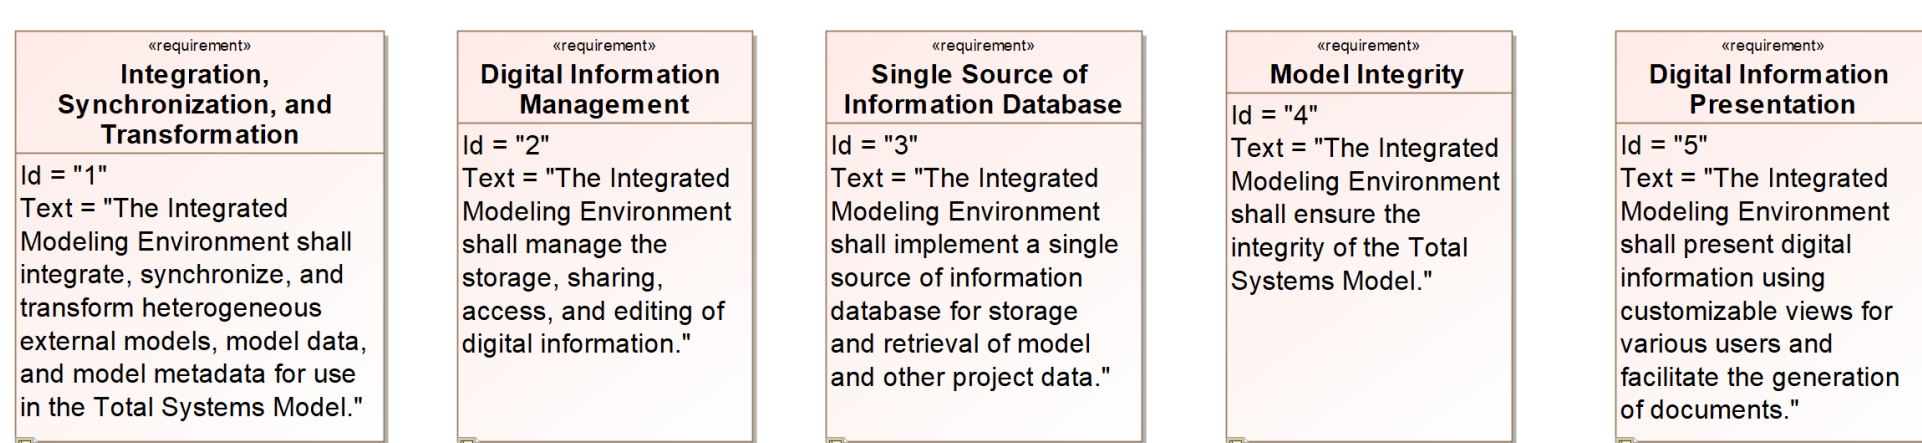 «requirement»
Integration,
Synchronization, and
Transformation
Id = "1"
Text = "The Integrated
Modeling Environment shall
integrate, synchronize, and
transform heterogeneous
external models, model data,
and model metadata for use
in the Total Systems Model."
«requirement»
Digital Information
Management
Id = "2"
Text = "The Integrated
Modeling Environment
shall manage the
storage, sharing,
access, and editing of
digital information."
«requirement»
Single Source of
Information Database
Id = "3"
Text = "The Integrated
Modeling Environment
shall implement a single
source of information
database for storage
and retrieval of model
and other project data."
«requirement»
Model Integrity
Id = "4"
Text = "The Integrated
Modeling Environment
shall ensure the
integrity of the Total
Systems Model."
«requirement»
Digital Information
Presentation
Id = "5"
Text = "The Integrated
Modeling Environment
shall present digital
information using
customizable views for
various users and
facilitate the generation
of documents."